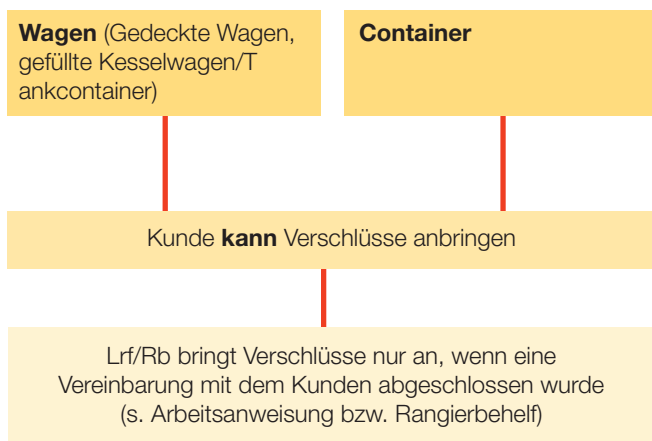 Wagen (Gedeckte Wagen,
gefüllte Kesselwagen/T
ankcontainer)
Container
Kunde kann Verschlüsse anbringen
Lrf/Rb bringt Verschlüsse nur an, wenn eine
Vereinbarung mit dem Kunden abgeschlossen wurde
(s. Arbeitsanweisung bzw. Rangierbehelf)